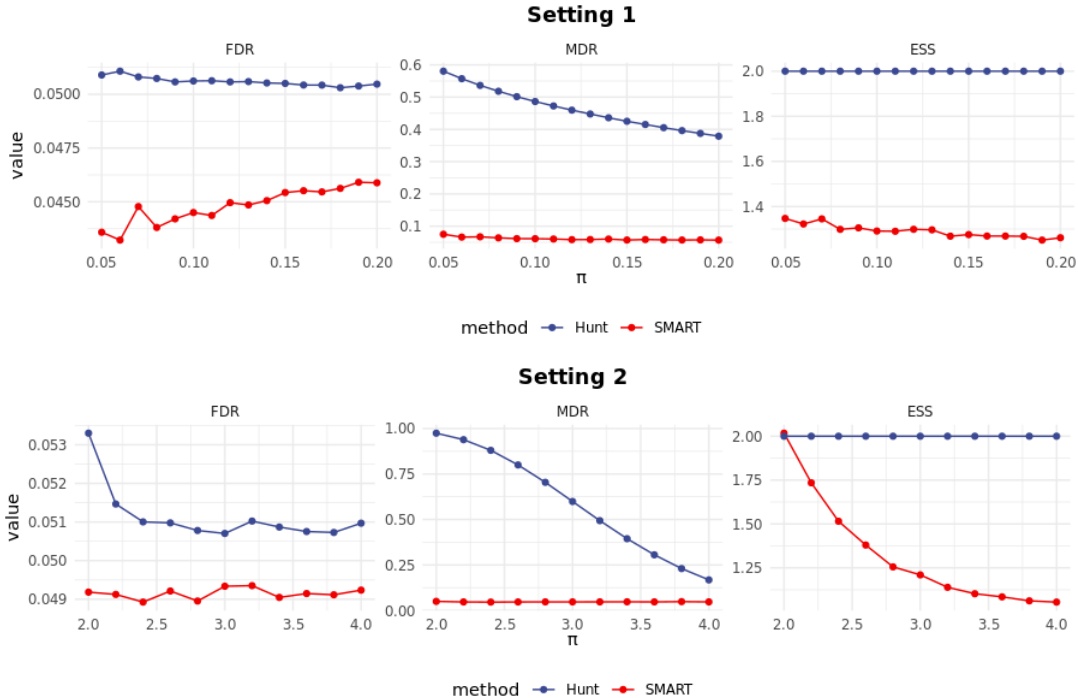 Setting 1
FDR MDR ESS
value
0.0500
0.0475
0.0450
0.05 0.10 0.15 0.20
0.6
0.5
0.4
0.3
0.2
0.1
0.05 0.10 0.15 0.20
2.0
1.8
1.6
1.4
0.05 0.10 0.15 0.20
π
method Hunt SMART
Setting 2
FDR MDR ESS
value
0.053
0.052
0.051
0.050
0.049
2.0 2.5 3.0 3.5 4.0
1.00
0.75
0.50
0.25
0.00
2.0 2.5 3.0 3.5 4.0
2.00
1.75
1.50
1.25
2.0 2.5 3.0 3.5 4.0
π
method Hunt SMART